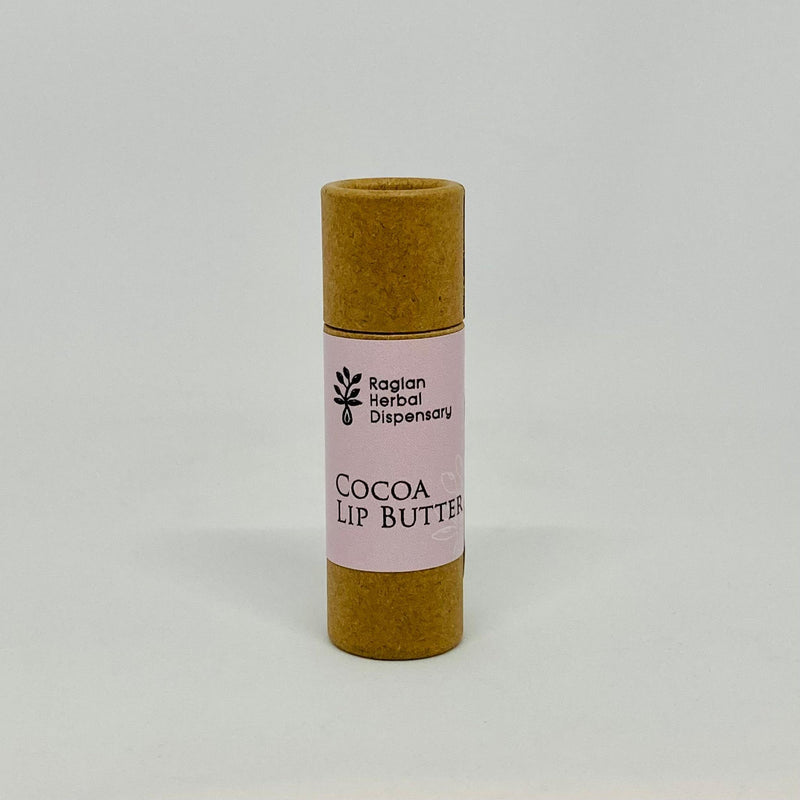 Raglan
Herbal
Dispensary
COCOA
LIP BUTTER